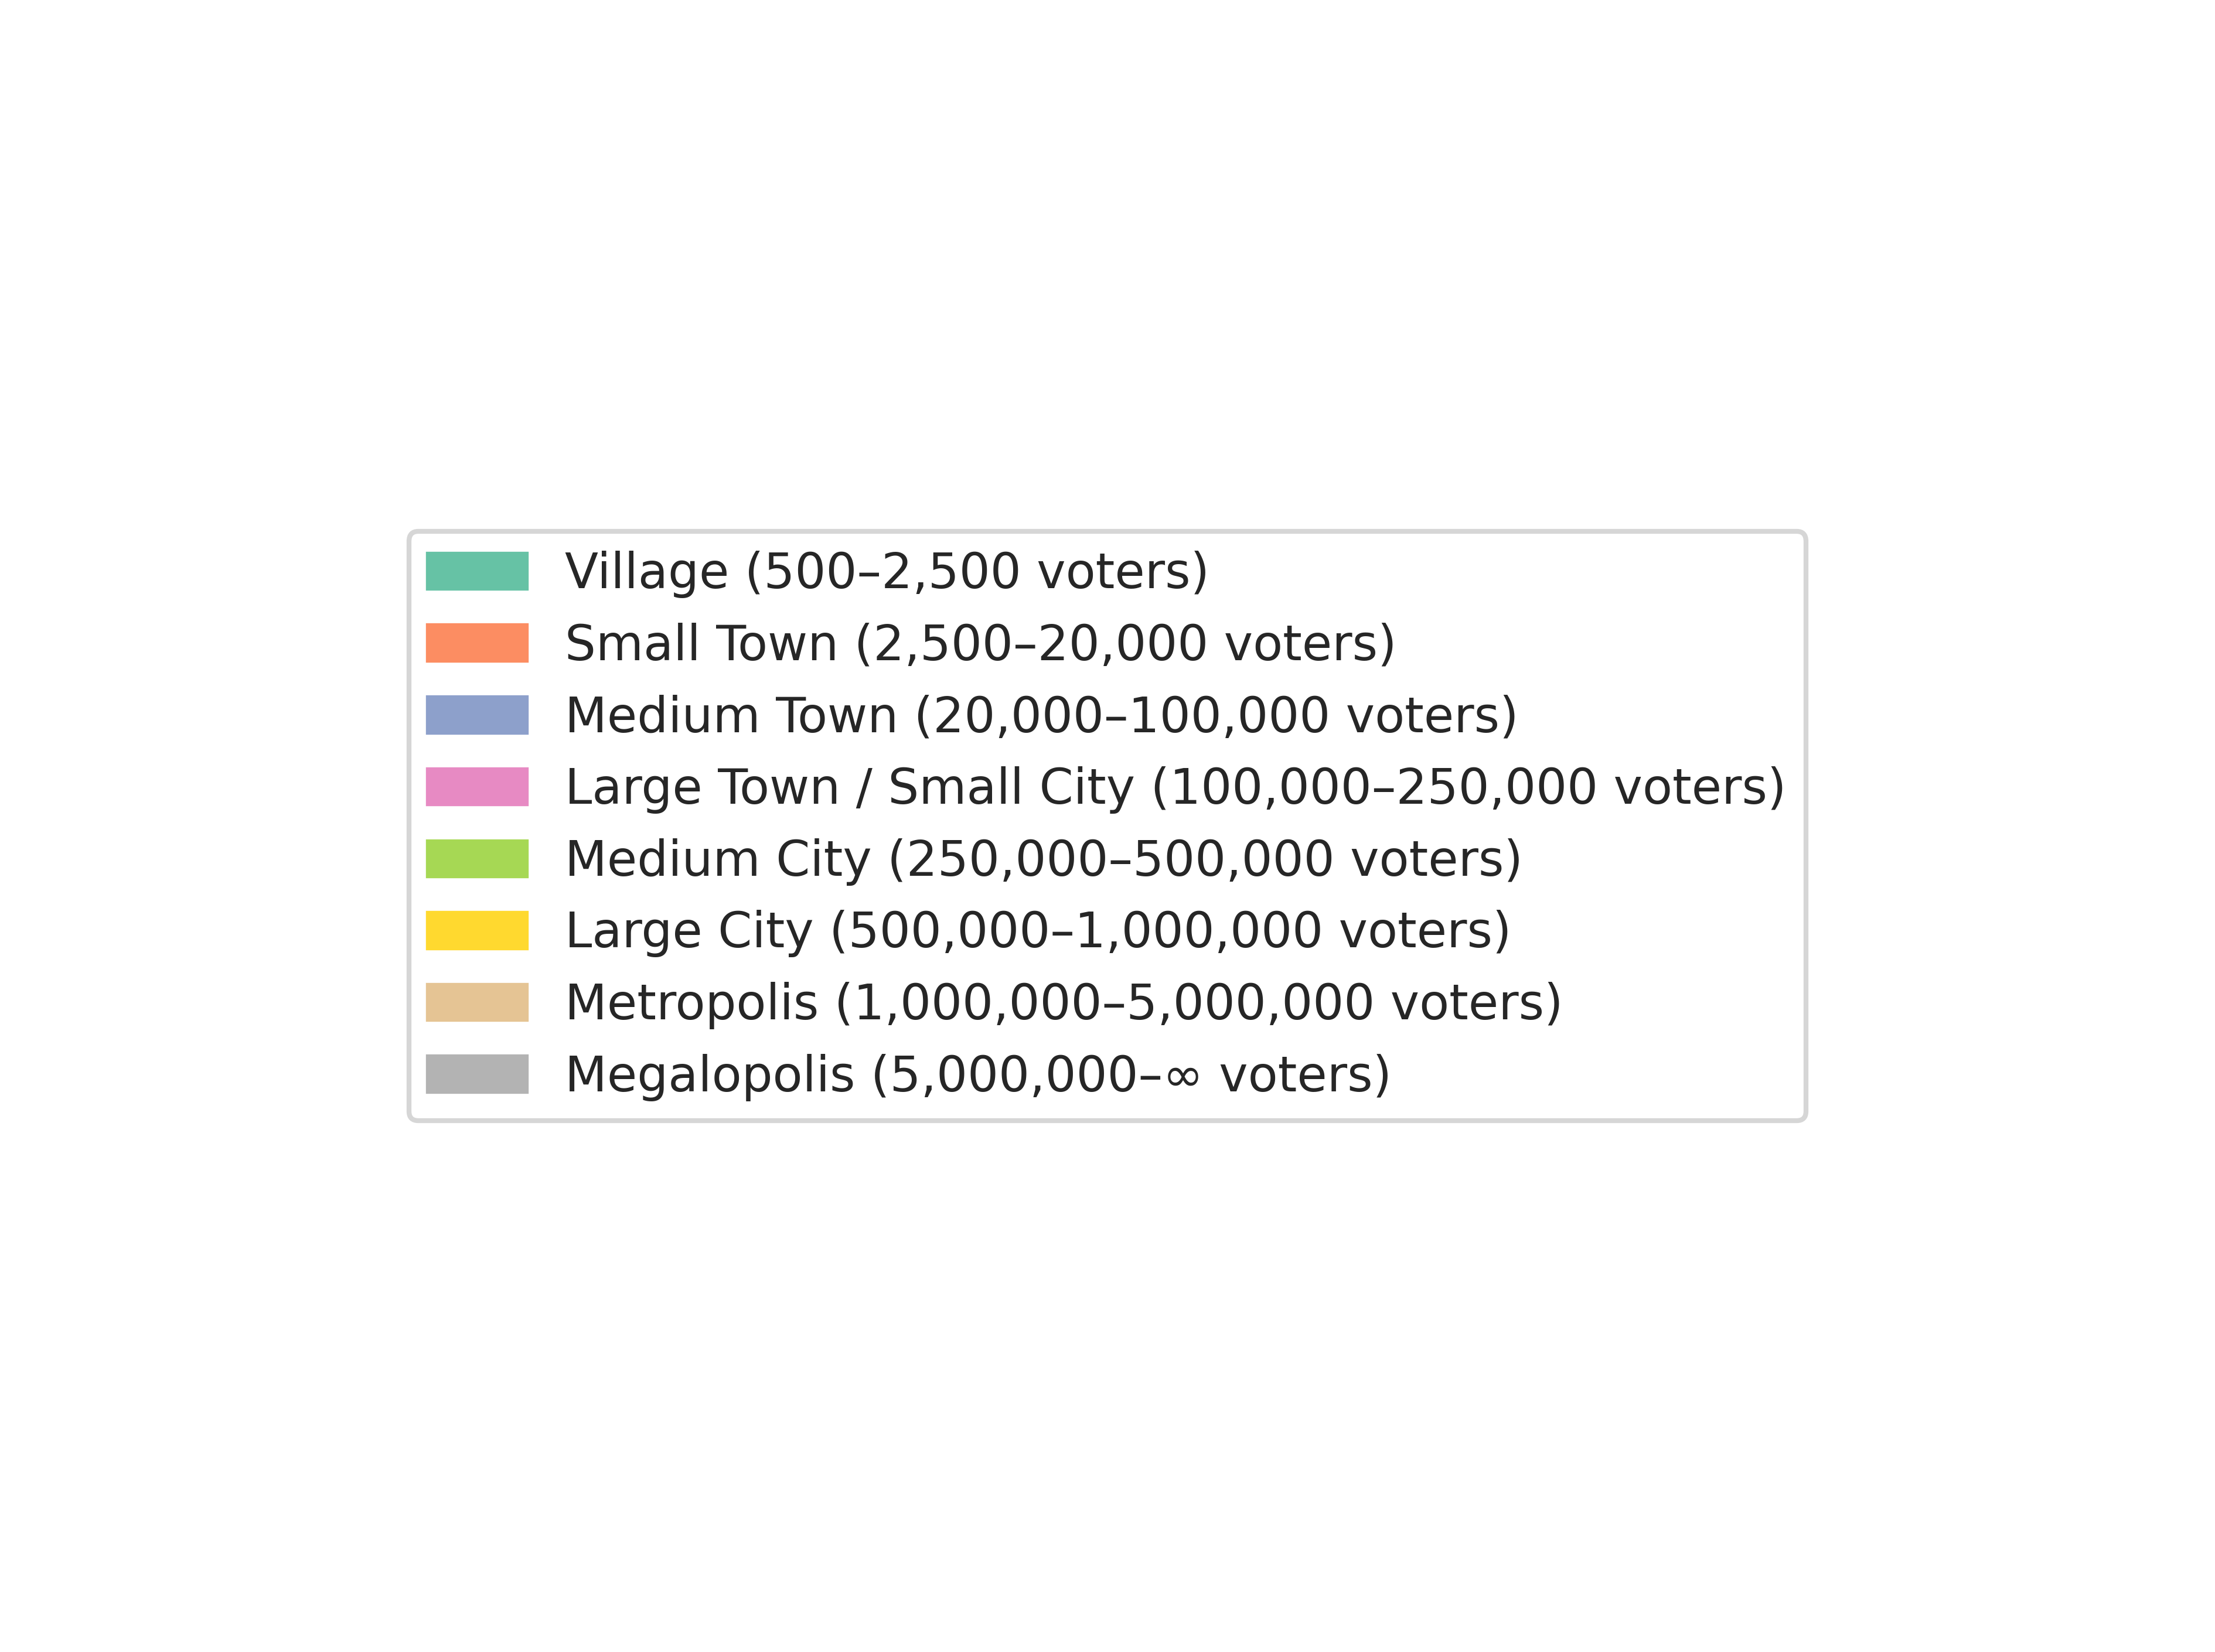 Village (500–2,500 voters)
Small Town (2,500–20,000 voters)
Medium Town (20,000–100,000 voters)
Large Town / Small City (100,000–250,000 voters)
Medium City (250,000–500,000 voters)
Large City (500,000–1,000,000 voters)
Metropolis (1,000,000–5,000,000 voters)
Megalopolis (5,000,000–∞ voters)